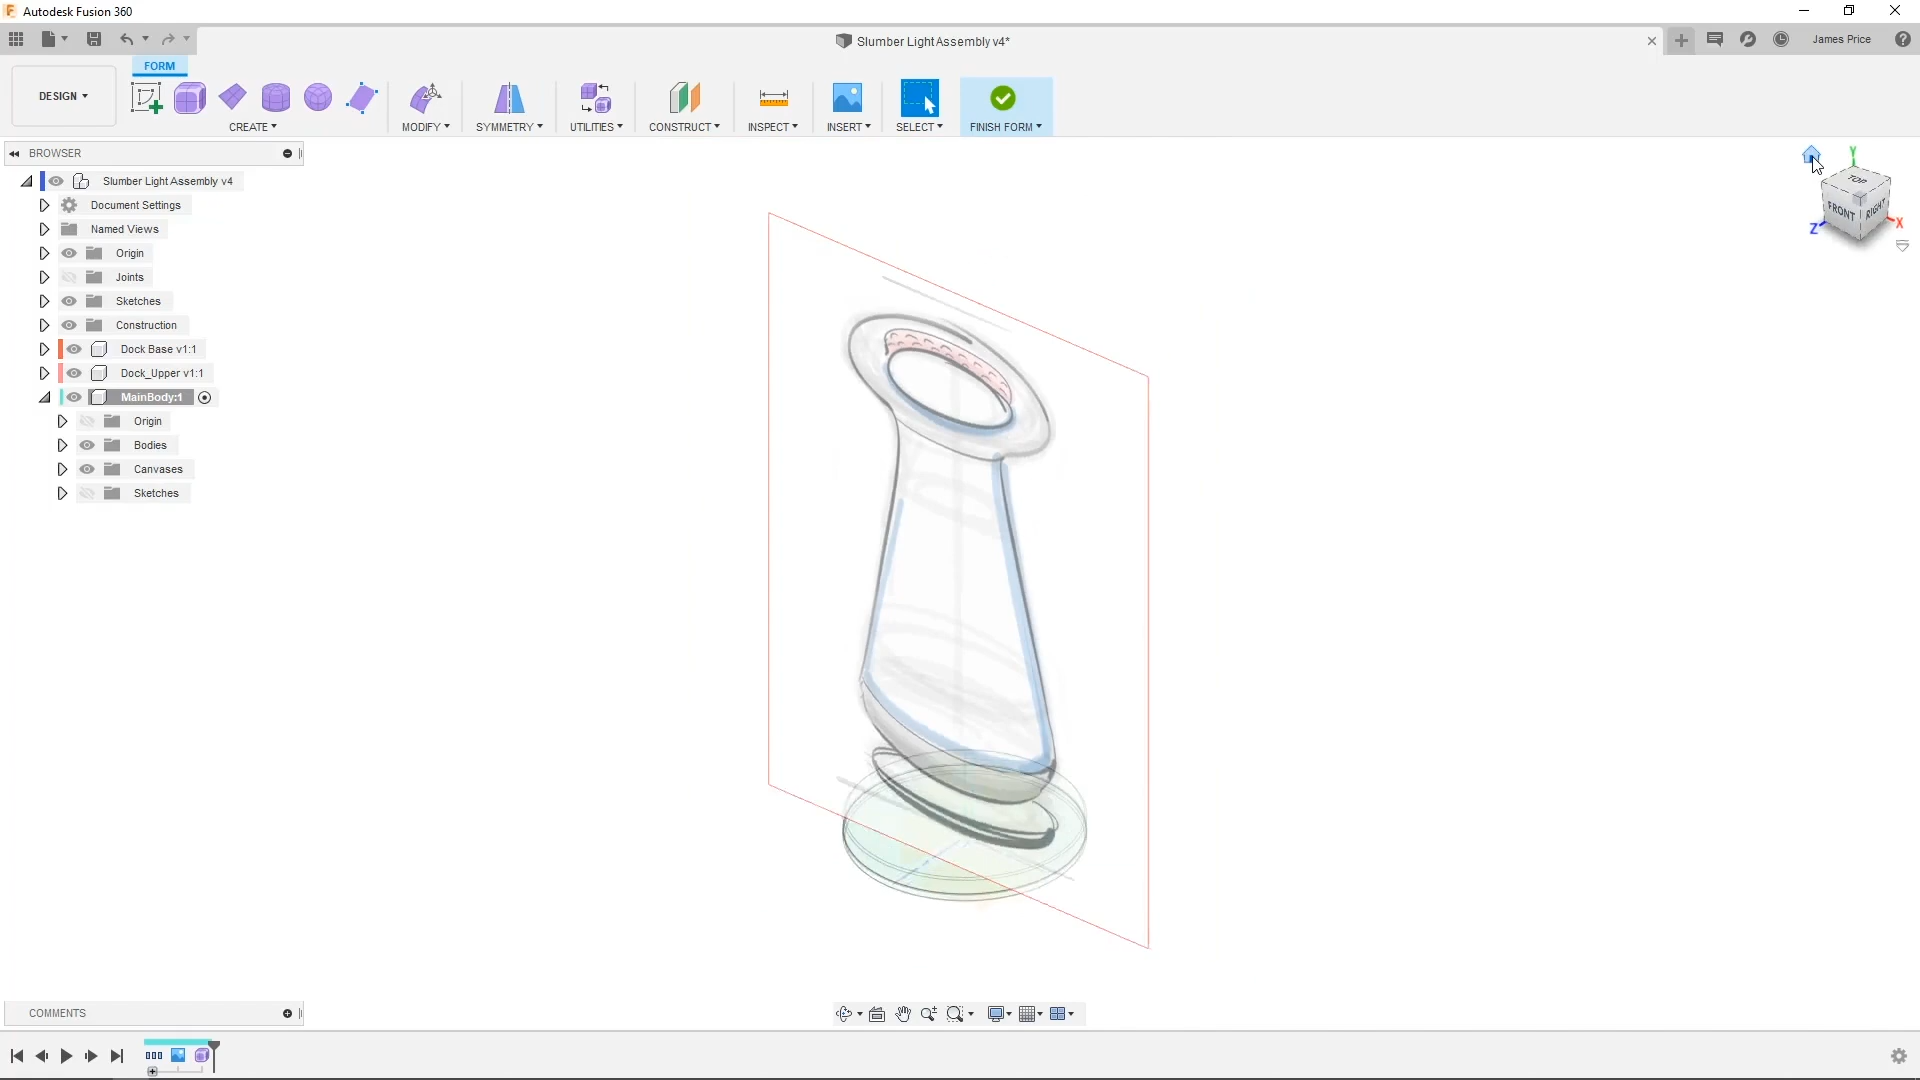 Autodesk Fusion 360
Slumber Light Assembly v4*
James Price
FORM
DESIGN
CREATE
MODIFY
SYMMETRY
UTILITIES
CONSTRUCT
INSPECT
INSERT
SELECT
FINISH FORM
BROWSER
Slumber Light Assembly v4
Document Settings
Named Views
Origin
Joints
Sketches
Construction
Dock Base v1:1
Dock_Upper v1:1
MainBody:1
Origin
Bodies
Canvases
Sketches
Y
TOP
FRONT
RIGHT
X
Z
COMMENTS